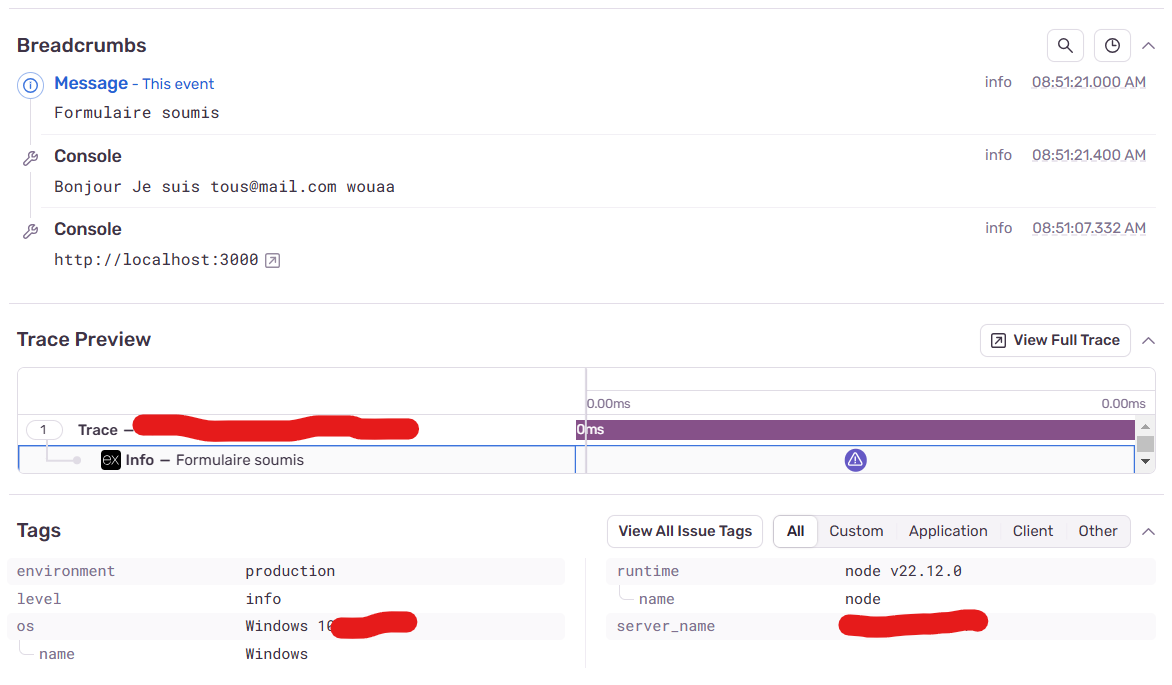 Breadcrumbs
Message - This event info 08:51:21.000 AM
Formulaire soumis
Console info 08:51:21.400 AM
Bonjour Je suis tous@mail.com wouaa
Console info 08:51:07.332 AM
http://localhost:3000
Trace Preview View Full Trace
0.00ms 0.00ms
1 Trace – 0ms
ex Info – Formulaire soumis
Tags View All Issue Tags All Custom Application Client Other
environment production runtime node v22.12.0
level info name node
os Windows 10 server_name
name Windows